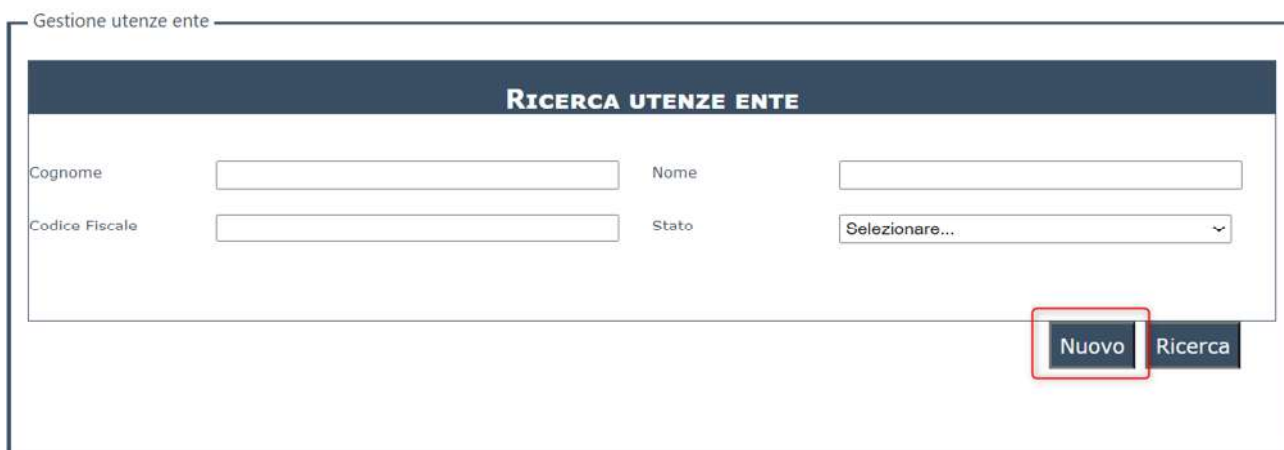 Gestione utenze ente
RICERCA UTENZE ENTE
Cognome
Nome
Codice Fiscale
Stato
Selezionare...
Nuovo
Ricerca